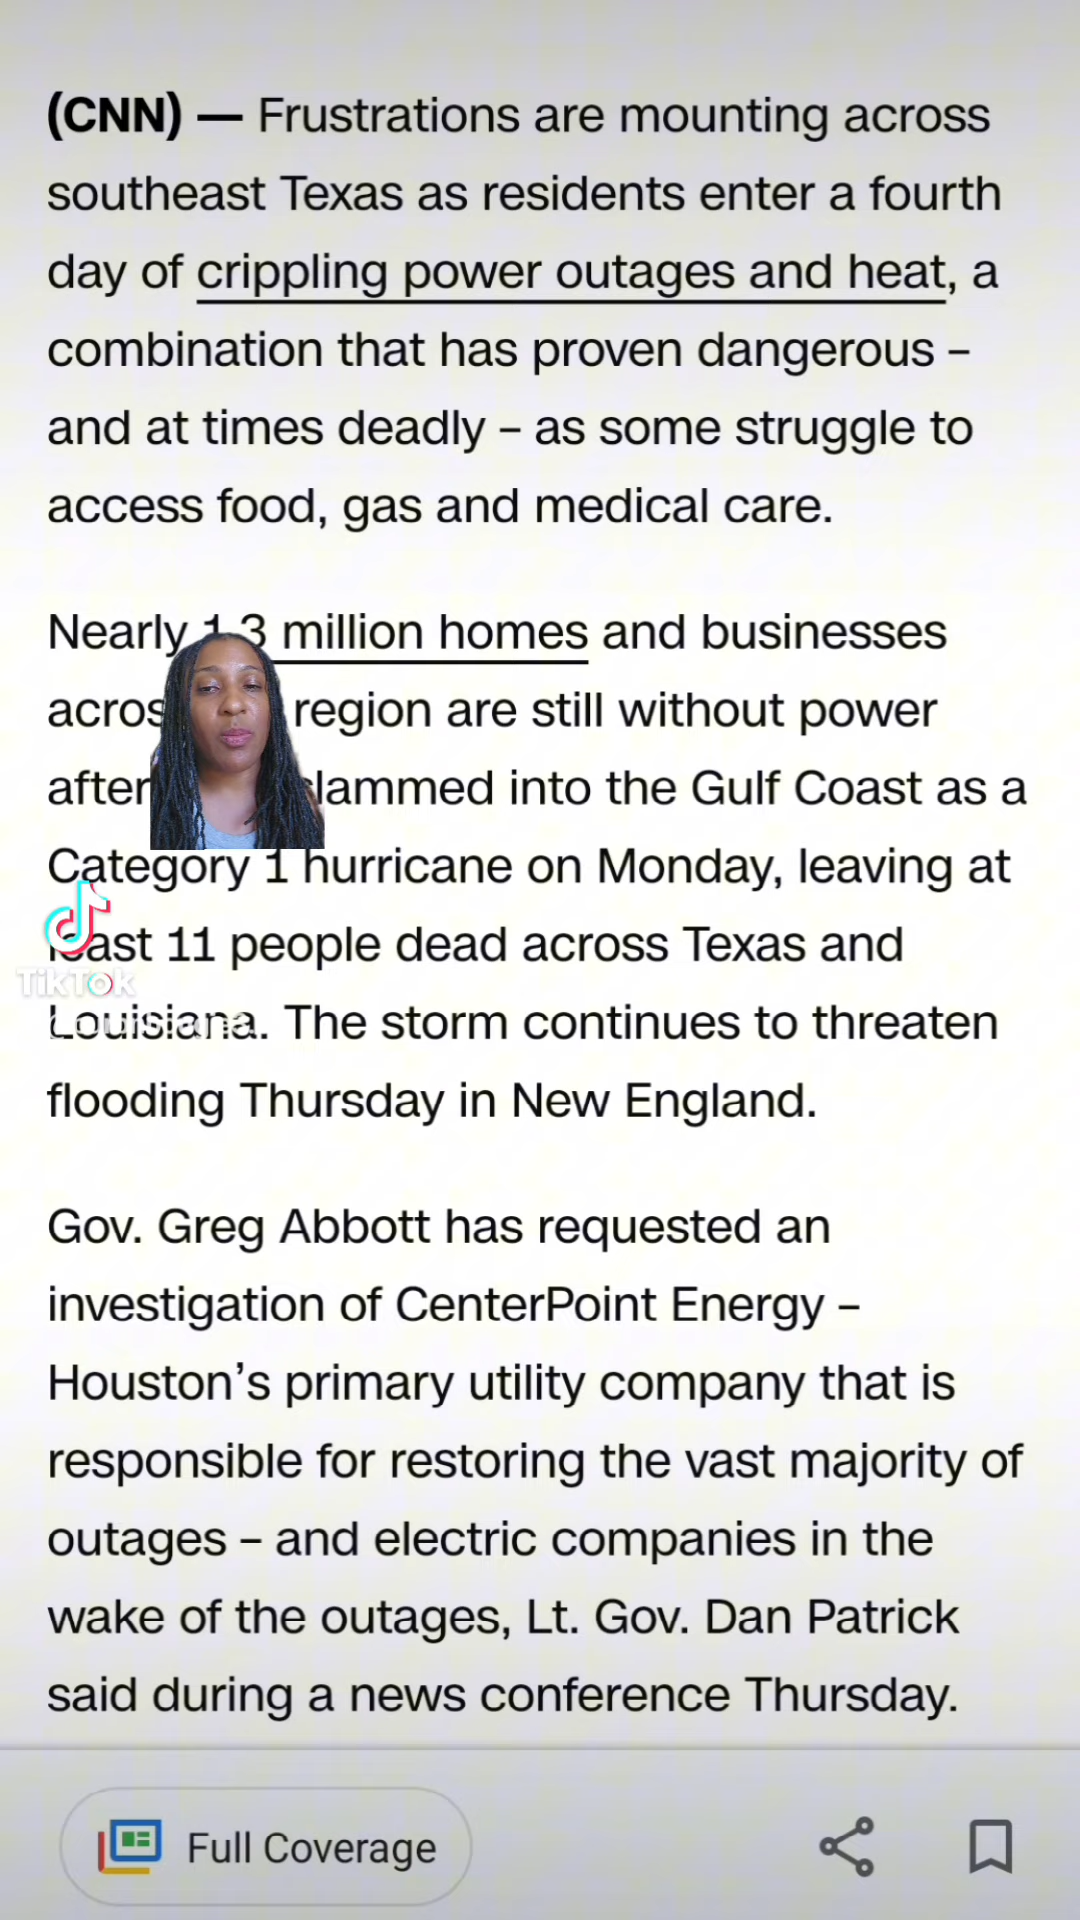 (CNN) — Frustrations are mounting across
southeast Texas as residents enter a fourth
day of crippling power outages and heat, a
combination that has proven dangerous –
and at times deadly – as some struggle to
access food, gas and medical care.
Nearly 1.3 million homes and businesses
across region are still without power
after slammed into the Gulf Coast as a
Category 1 hurricane on Monday, leaving at
least 11 people dead across Texas and
TikTok
Louisiana. The storm continues to threaten
flooding Thursday in New England.
Gov. Greg Abbott has requested an
investigation of CenterPoint Energy –
Houston’s primary utility company that is
responsible for restoring the vast majority of
outages – and electric companies in the
wake of the outages, Lt. Gov. Dan Patrick
said during a news conference Thursday.
Full Coverage